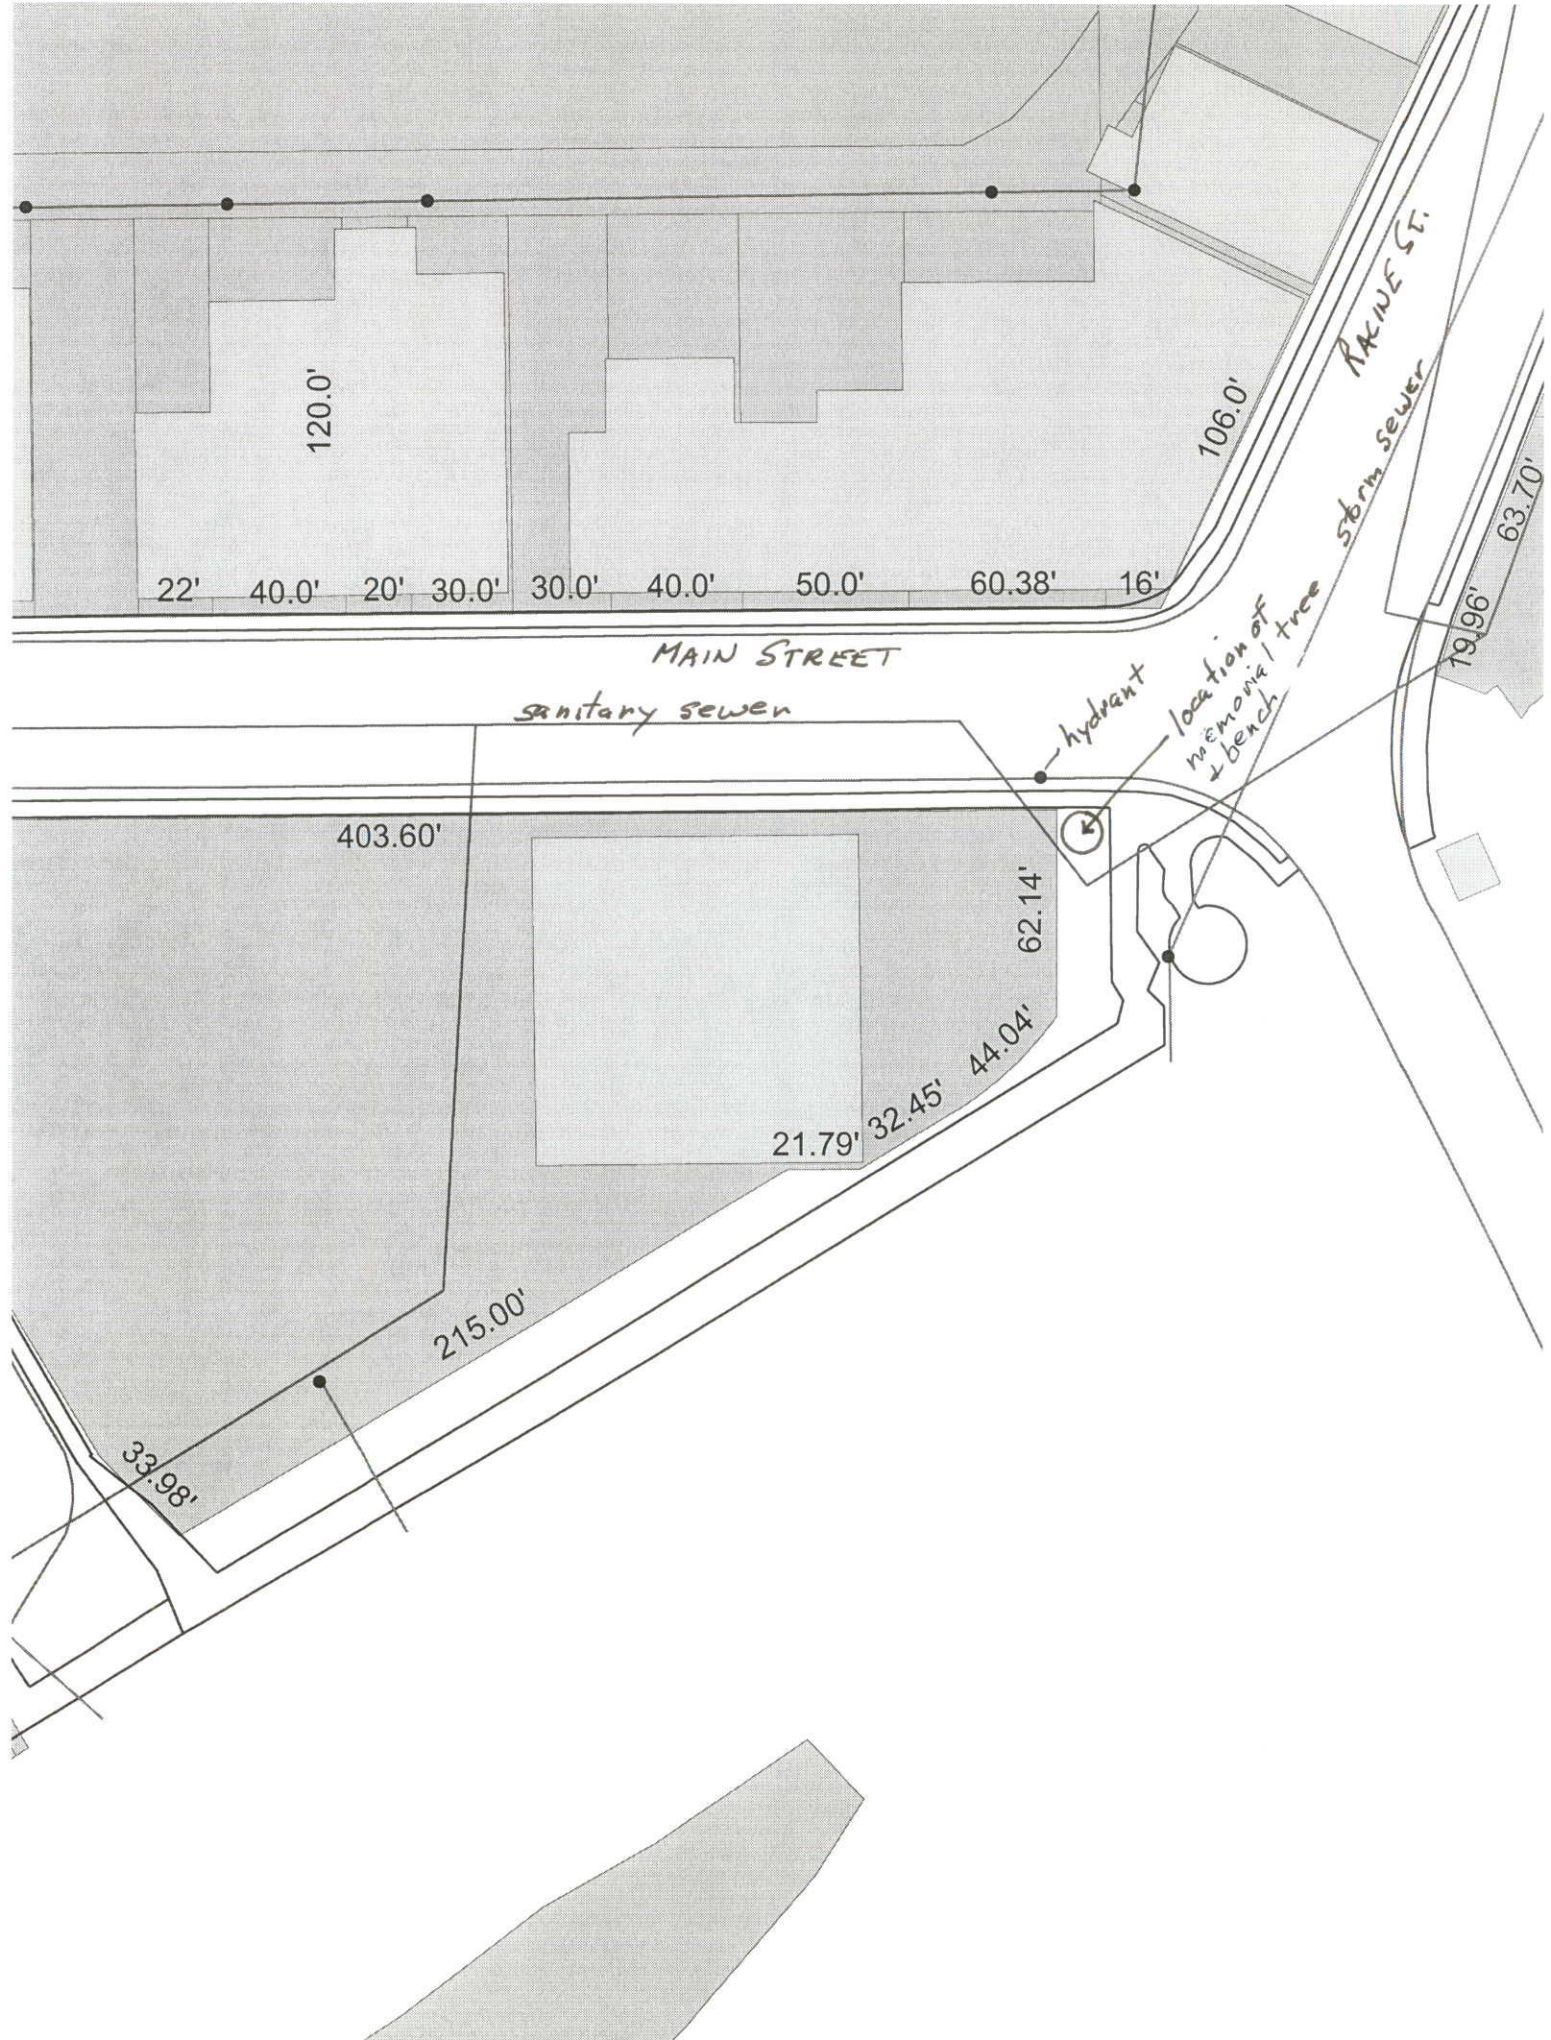 RACINE ST.
120.0'
106.0'
storm sewer
63.70'
22' 40.0' 20' 30.0' 30.0' 40.0' 50.0' 60.38' 16'
19.96'
MAIN STREET
sanitary sewer
hydrant
location of
memorial tree
+ bench
403.60'
62.14'
44.04'
32.45'
21.79'
215.00'
33.98'